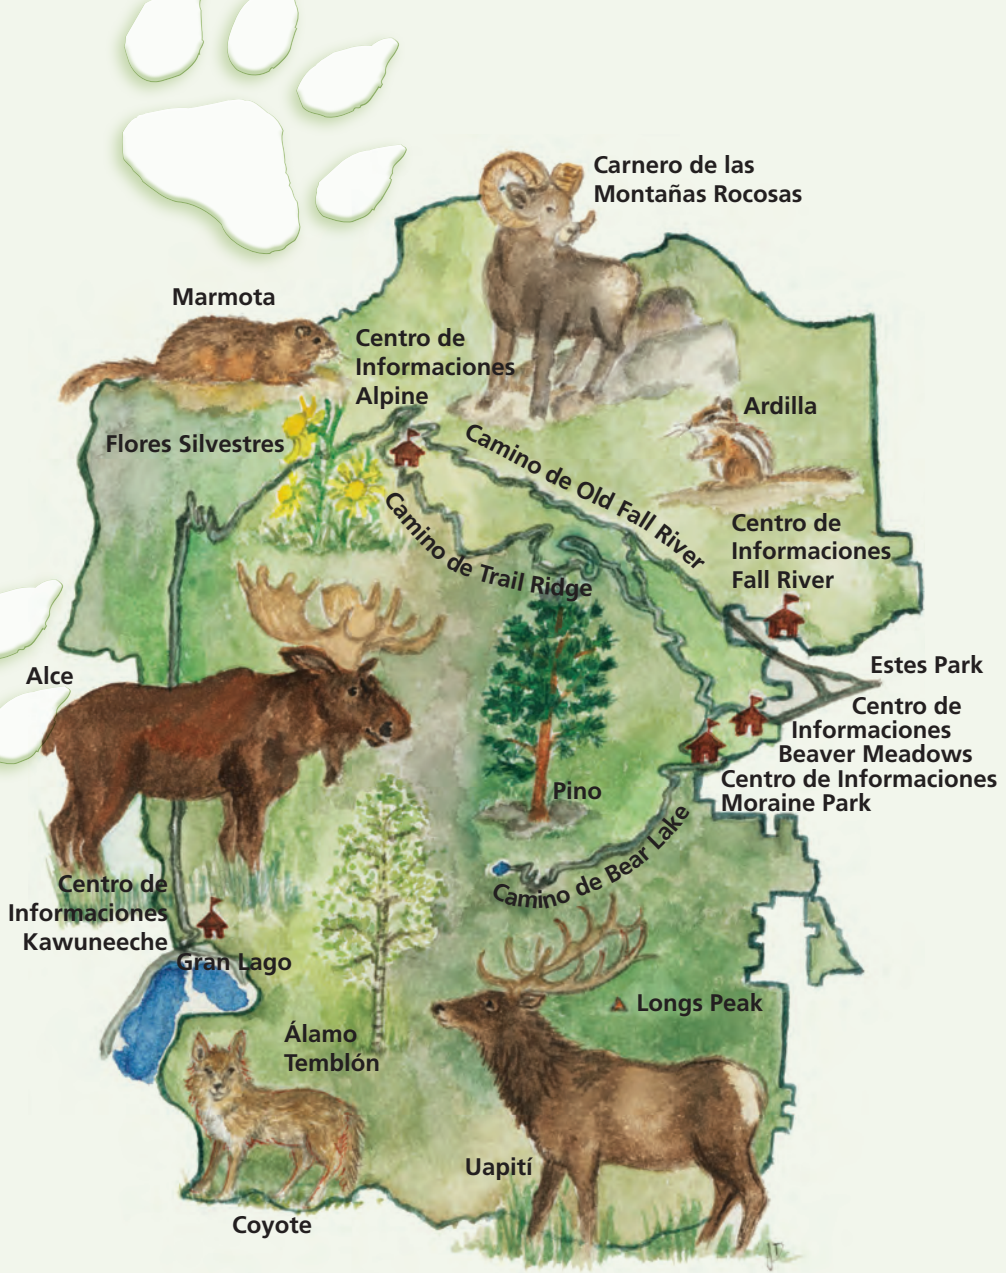 Carnero de las
Montañas Rocosas
Marmota
Centro de
Informaciones
Alpine
Ardilla
Flores Silvestres
Camino de Old Fall River
Camino de Trail Ridge
Centro de
Informaciones
Fall River
Alce
Estes Park
Centro de
Informaciones
Beaver Meadows
Centro de Informaciones
Moraine Park
Pino
Camino de Bear Lake
Centro de
Informaciones
Kawuneeche
Gran Lago
Longs Peak
Álamo
Temblón
Uapití
Coyote